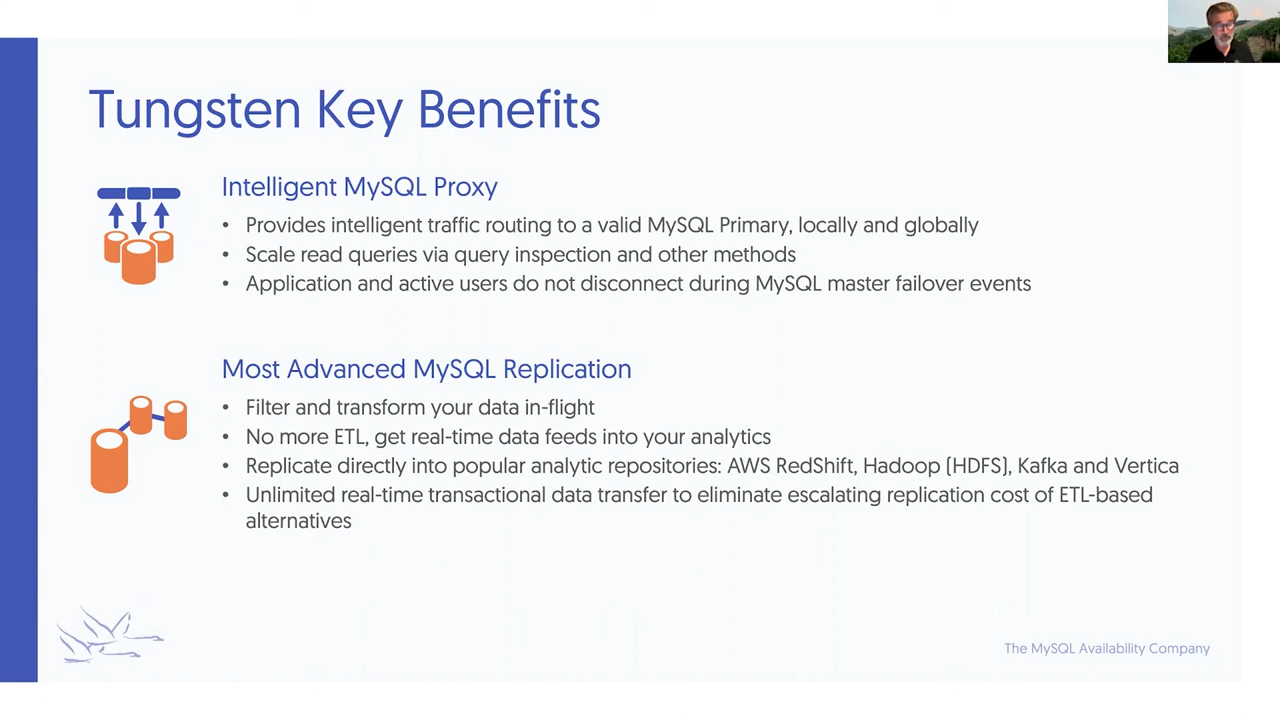 Tungsten Key Benefits
Intelligent MySQL Proxy
• Provides intelligent traffic routing to a valid MySQL Primary, locally and globally
• Scale read queries via query inspection and other methods
• Application and active users do not disconnect during MySQL master failover events
Most Advanced MySQL Replication
• Filter and transform your data in-flight
• No more ETL, get real-time data feeds into your analytics
• Replicate directly into popular analytic repositories: AWS RedShift, Hadoop (HDFS), Kafka and Vertica
• Unlimited real-time transactional data transfer to eliminate escalating replication cost of ETL-based
alternatives
The MySQL Availability Company